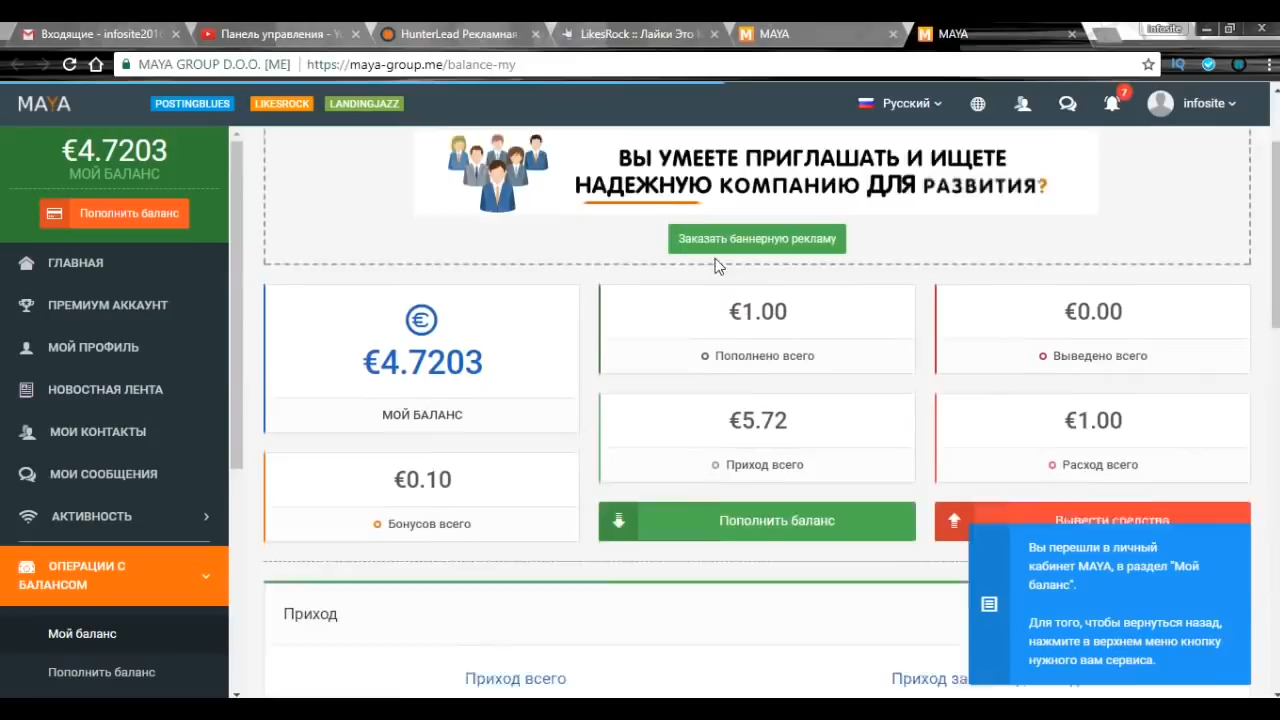 Входящие - infosite2016
Панель управления - Y
HunterLead Рекламная
LikesRock :: Лайки Это К
MAYA
MAYA
infosite
MAYA GROUP D.O.O. [ME]
https://maya-group.me/balance-my
MAYA
POSTINGBLUES
LIKESROCK
LANDINGJAZZ
Русский
7
infosite
€4.7203
МОЙ БАЛАНС
Пополнить баланс
ГЛАВНАЯ
ПРЕМИУМ АККАУНТ
МОЙ ПРОФИЛЬ
НОВОСТНАЯ ЛЕНТА
МОИ КОНТАКТЫ
МОИ СООБЩЕНИЯ
АКТИВНОСТЬ
ОПЕРАЦИИ С
БАЛАНСОМ
Мой баланс
Пополнить баланс
ВЫ УМЕЕТЕ ПРИГЛАШАТЬ И ИЩЕТЕ
НАДЕЖНУЮ КОМПАНИЮ ДЛЯ РАЗВИТИЯ?
Заказать баннерную рекламу
€4.7203
МОЙ БАЛАНС
€0.10
Бонусов всего
€1.00
Пополнено всего
€5.72
Приход всего
Пополнить баланс
€0.00
Выведено всего
€1.00
Расход всего
Вывести средства
Приход
Приход всего
Приход за
Вы перешли в личный
кабинет MAYA, в раздел "Мой
баланс".
Для того, чтобы вернуться назад,
нажмите в верхнем меню кнопку
нужного вам сервиса.